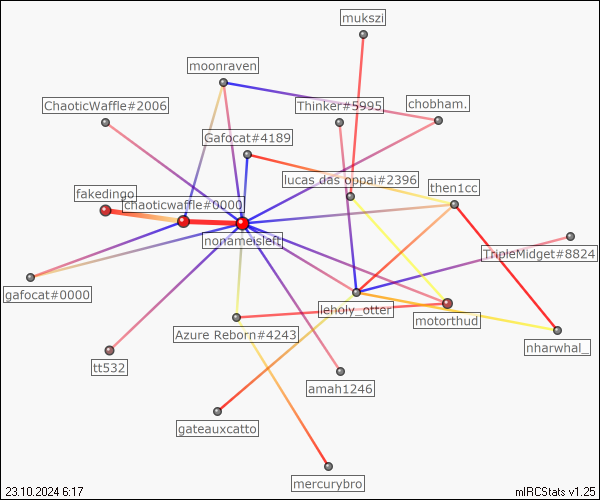 mukszi
moonraven
ChaoticWaffle#2006
Thinker#5995
chobham.
Gafocat#4189
lucas das oppai#2396
fakedingo
chaoticwaffle#0000
then1cc
nonameisleft
TripleMidget#8824
gafocat#0000
leholy_otter
motorthud
Azure Reborn#4243
nharwhal_
tt532
amah1246
gateauxcatto
mercurybro
23.10.2024 6:17
mIRCStats v1.25